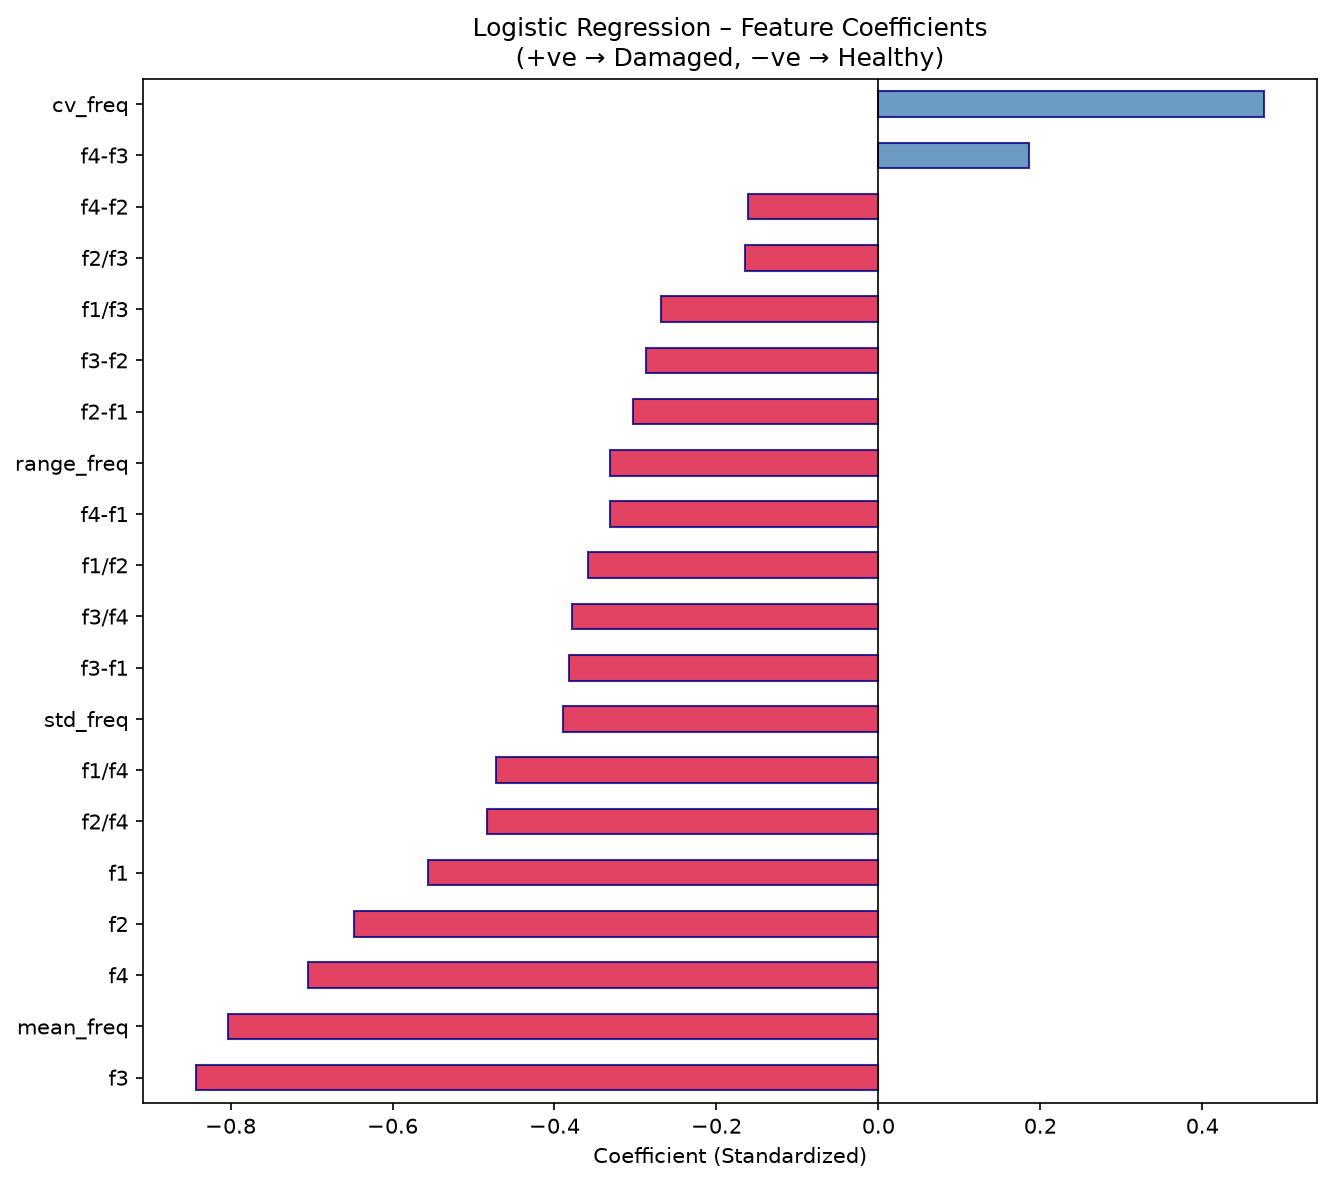 Logistic Regression – Feature Coefficients
(+ve → Damaged, −ve → Healthy)
cv_freq
f4-f3
f4-f2
f2/f3
f1/f3
f3-f2
f2-f1
range_freq
f4-f1
f1/f2
f3/f4
f3-f1
std_freq
f1/f4
f2/f4
f1
f2
f4
mean_freq
f3
−0.8 −0.6 −0.4 −0.2 0.0 0.2 0.4
Coefficient (Standardized)